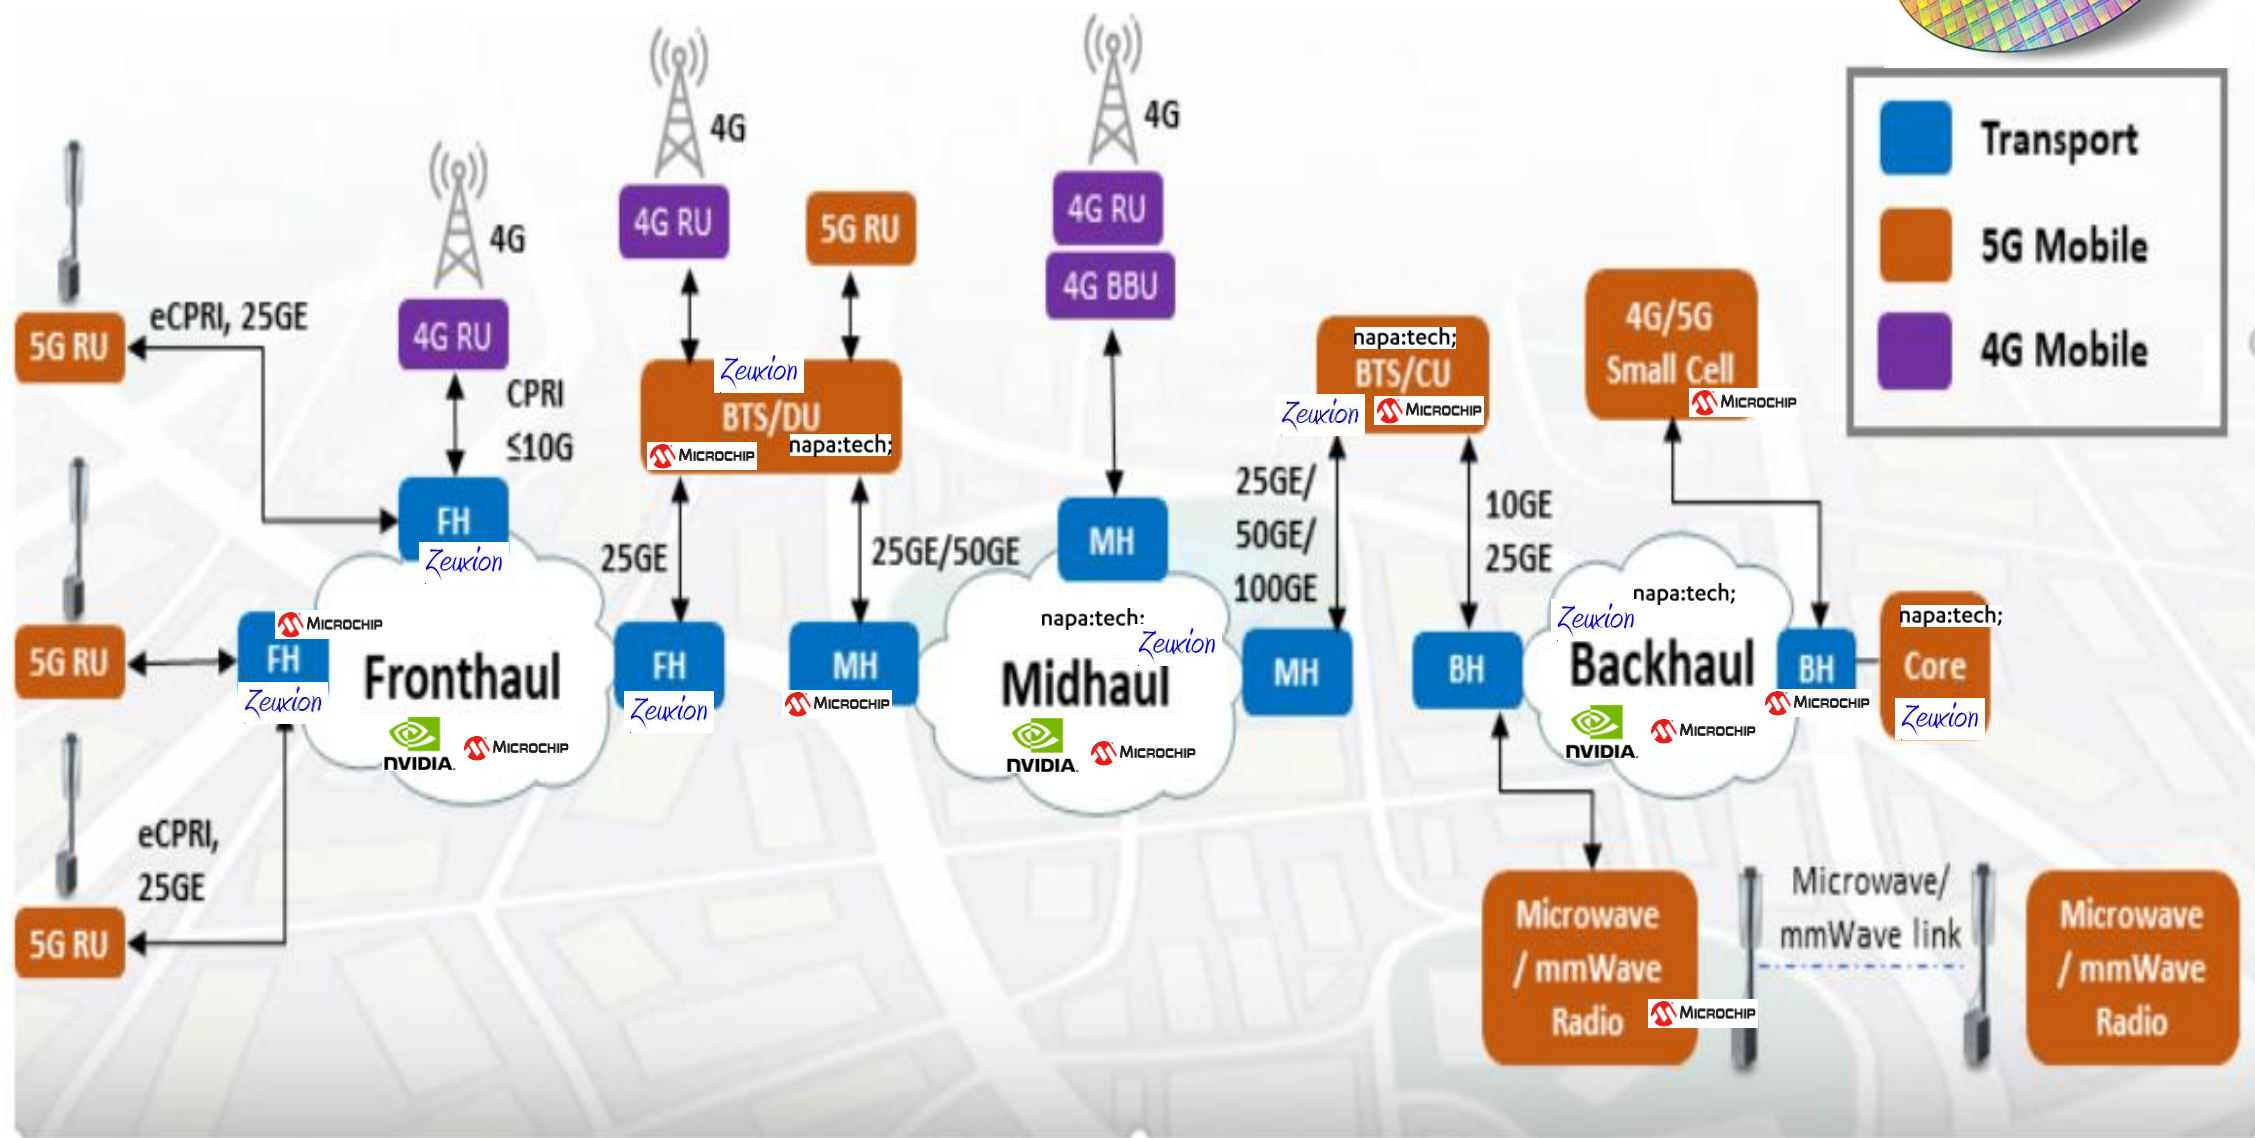 4G
4G
4G
Transport
5G Mobile
4G Mobile
4G RU
5G RU
4G RU
4G BBU
4G RU
5G RU
eCPRI, 25GE
CPRI
≤10G
Zeuxion
BTS/DU
MICROCHIP
napa:tech;
napa:tech;
BTS/CU
Zeuxion
MICROCHIP
4G/5G
Small Cell
MICROCHIP
FH
Zeuxion
25GE
25GE/50GE
MH
25GE/
50GE/
100GE
10GE
25GE
5G RU
MICROCHIP
FH
Zeuxion
Fronthaul
NVIDIA.
MICROCHIP
FH
Zeuxion
MH
MICROCHIP
napa:tech;
Zeuxion
Midhaul
NVIDIA.
MICROCHIP
MH
BH
napa:tech;
Zeuxion
Backhaul
NVIDIA.
MICROCHIP
BH
MICROCHIP
napa:tech;
Core
Zeuxion
eCPRI,
25GE
5G RU
Microwave
/ mmWave
Radio
MICROCHIP
Microwave/
mmWave link
Microwave
/ mmWave
Radio